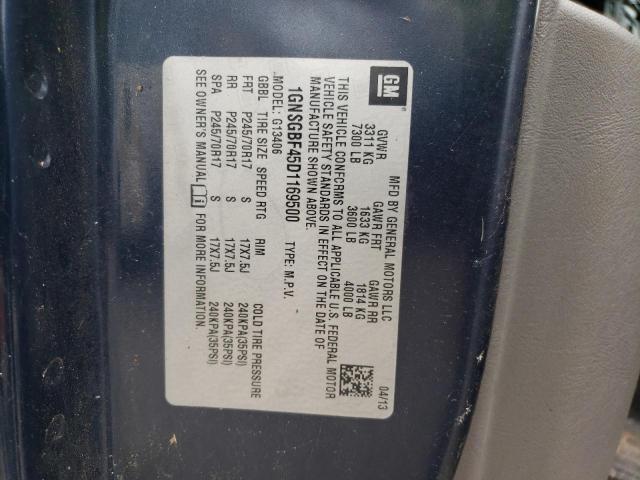 GM
MFD BY GENERAL MOTORS LLC 04/13
GVWR GAWR FRT GAWR RR
3311 KG 1633 KG 1814 KG
7300 LB 3600 LB 4000 LB
THIS VEHICLE CONFORMS TO ALL APPLICABLE U.S. FEDERAL MOTOR
VEHICLE SAFETY STANDARDS IN EFFECT ON THE DATE OF
MANUFACTURE SHOWN ABOVE.
1GNSGBF45D1169500 TYPE: M.P.V.
MODEL: G13406
GBBL TIRE SIZE SPEED RTG RIM COLD TIRE PRESSURE
FRT P245/70R17 S 17X7.5J 240KPA(35PSI)
RR P245/70R17 S 17X7.5J 240KPA(35PSI)
SPA P245/70R17 S 17X7.5J 240KPA(35PSI)
SEE OWNER'S MANUAL FOR MORE INFORMATION.